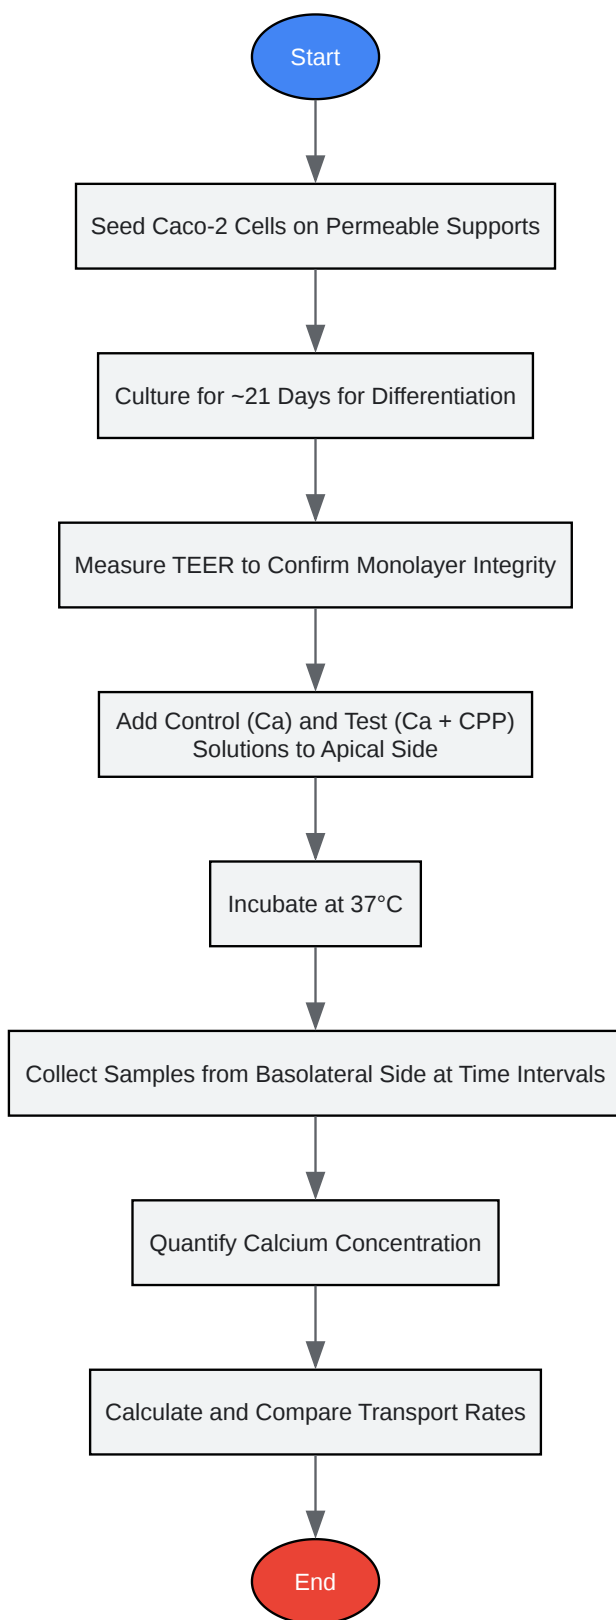 Start
Seed Caco-2 Cells on Permeable Supports
Culture for ~21 Days for Differentiation
Measure TEER to Confirm Monolayer Integrity
Add Control (Ca) and Test (Ca + CPP)
Solutions to Apical Side
Incubate at 37°C
Collect Samples from Basolateral Side at Time Intervals
Quantify Calcium Concentration
Calculate and Compare Transport Rates
End